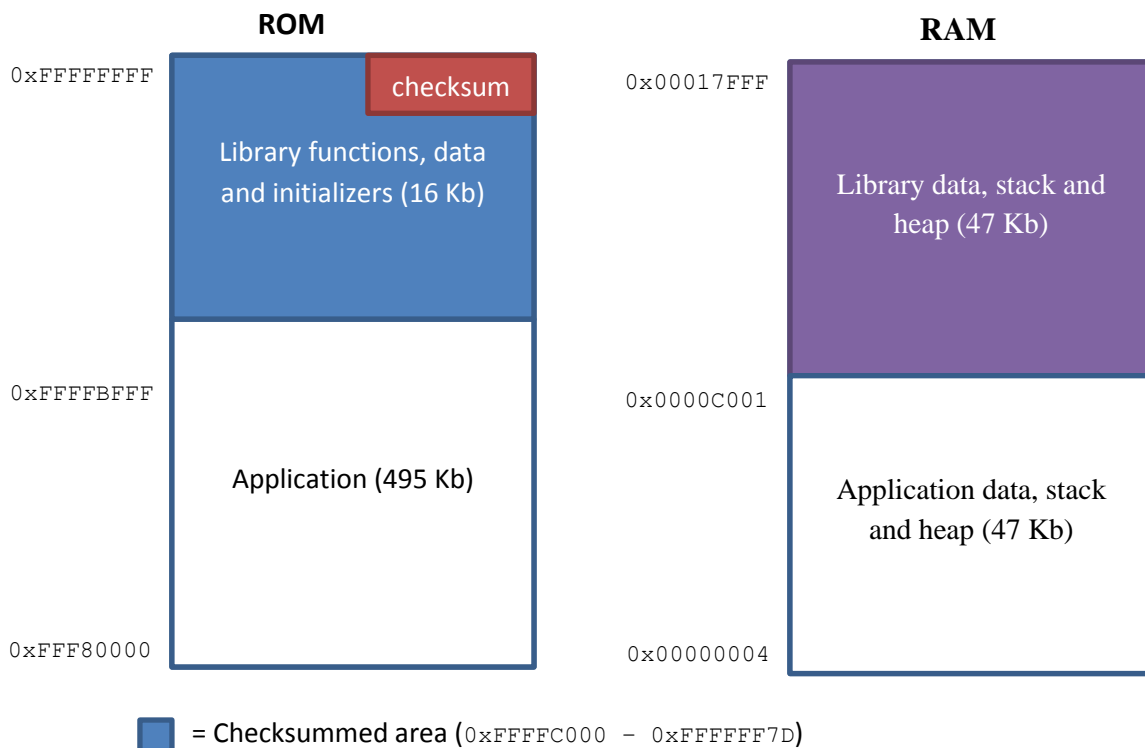 ROM
0xFFFFFFFF
checksum
Library functions, data
and initializers (16 Kb)
0xFFFFBFFF
Application (495 Kb)
0xFFF80000
RAM
0x00017FFF
Library data, stack and
heap (47 Kb)
0x0000C001
Application data, stack
and heap (47 Kb)
0x00000004
= Checksummed area (0xFFFFC000 – 0xFFFFFF7D)